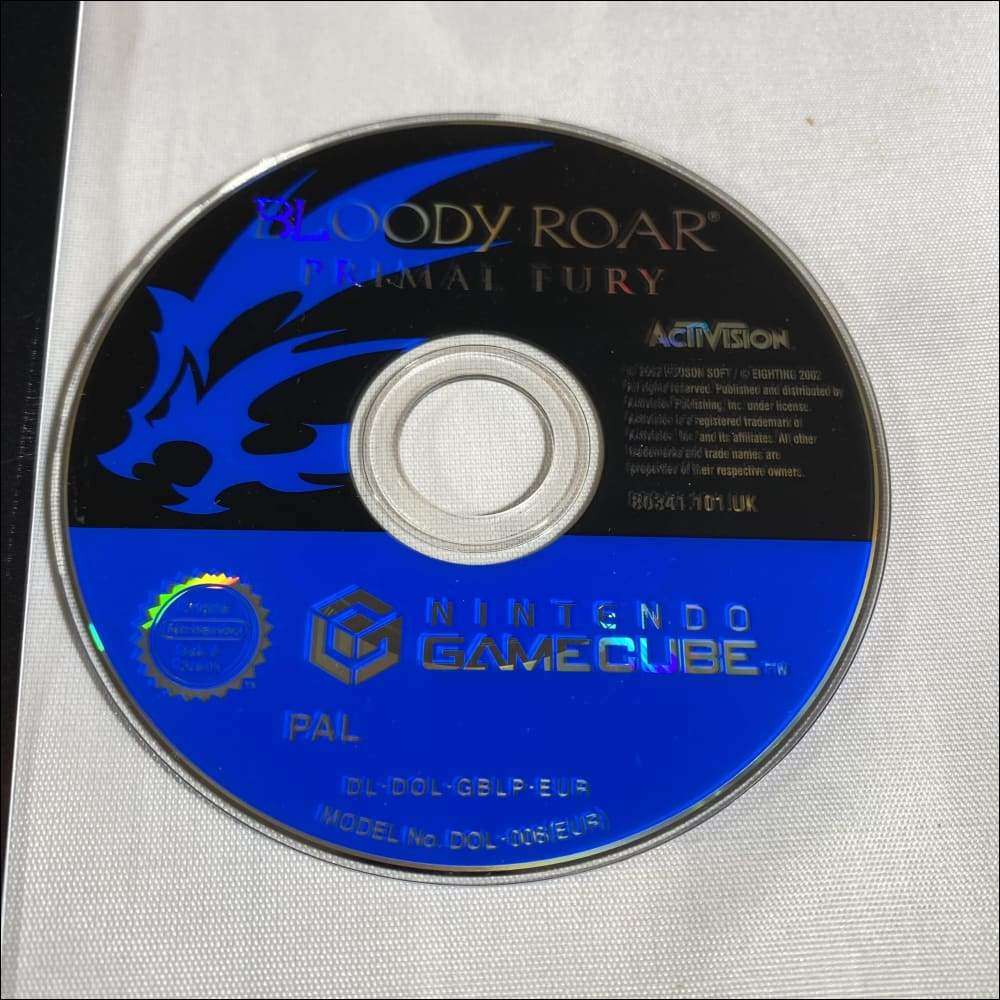 BLOODY ROAR®
PRIMAL FURY
ACTIVISION
© 2002 HUDSON SOFT / © EIGHTING 2002
All rights reserved. Published and distributed by
Activision Publishing, Inc. under license.
Activision is a registered trademark of
Activision, Inc. and its affiliates. All other
trademarks and trade names are
properties of their respective owners.
80341.101.UK
Nintendo
NINTENDO
GAMECUBE™
PAL
DL-DOL-GBLP-EUR
MODEL No. DOL-006(EUR)